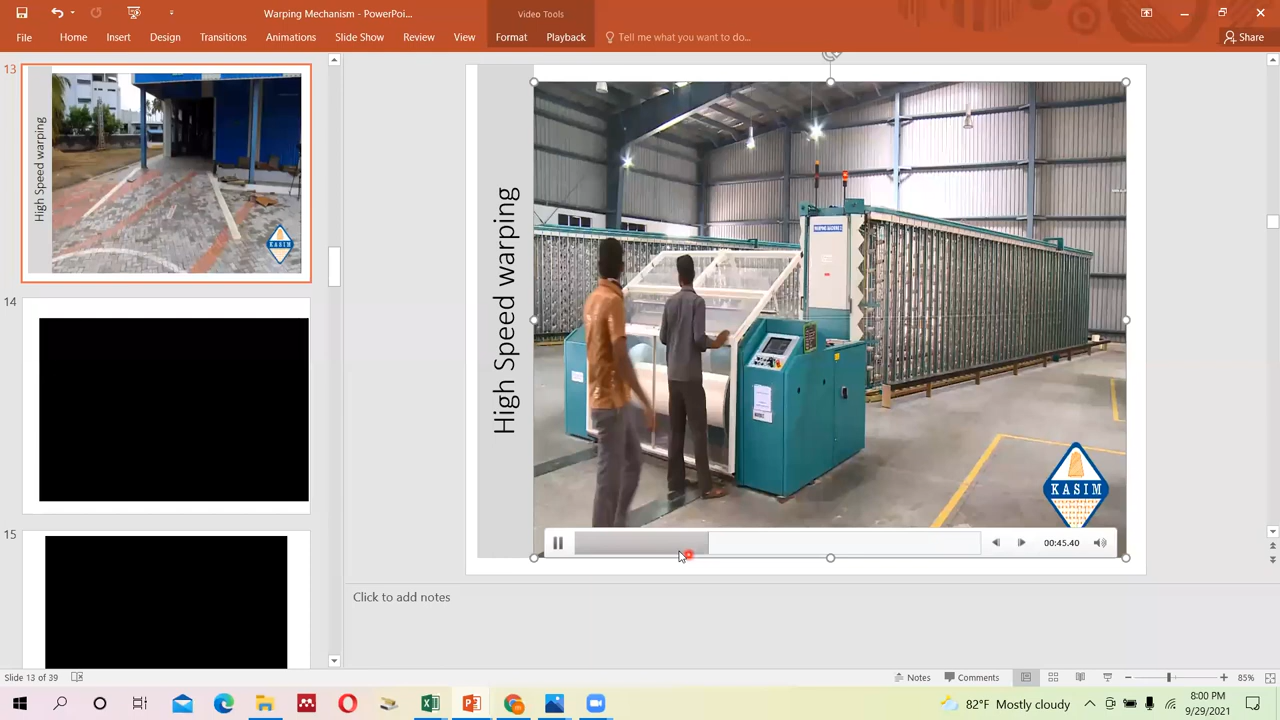 Warping Mechanism - PowerPoi...
Video Tools
File
Home
Insert
Design
Transitions
Animations
Slide Show
Review
View
Format
Playback
Tell me what you want to do...
Share
13
High Speed warping
KASIM
14
15
High Speed warping
KASIM
00:45.40
Click to add notes
Slide 13 of 39
Notes
Comments
85%
82°F Mostly cloudy
8:00 PM
9/29/2021